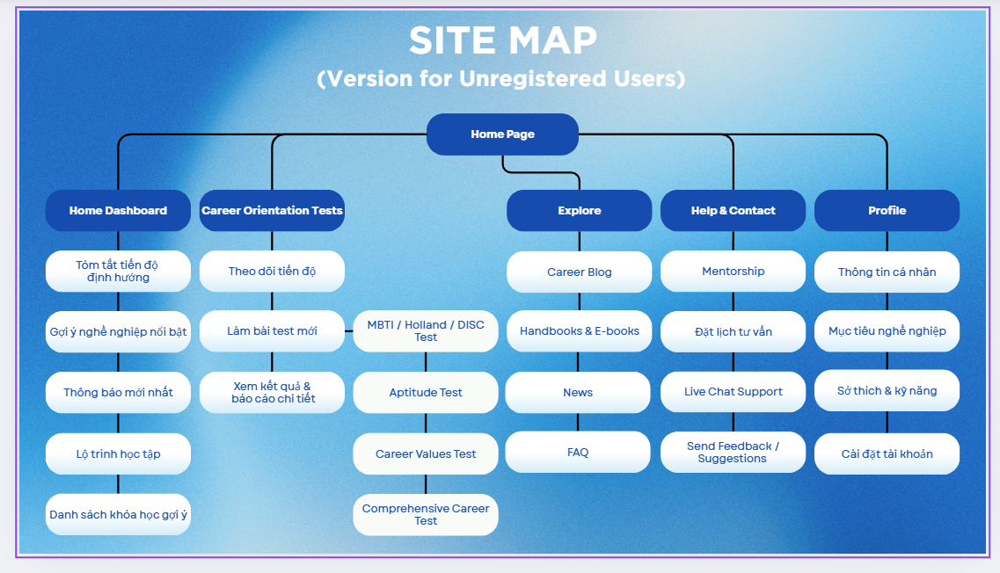 SITE MAP
(Version for Unregistered Users)
Home Page
Home Dashboard
Tóm tắt tiến độ
định hướng
Gợi ý nghề nghiệp nổi bật
Thông báo mới nhất
Lộ trình học tập
Danh sách khóa học gợi ý
Career Orientation Tests
Theo dõi tiến độ
Làm bài test mới
Xem kết quả &
báo cáo chi tiết
MBTI / Holland / DISC
Test
Aptitude Test
Career Values Test
Comprehensive Career
Test
Explore
Career Blog
Handbooks & E-books
News
FAQ
Help & Contact
Mentorship
Đặt lịch tư vấn
Live Chat Support
Send Feedback /
Suggestions
Profile
Thông tin cá nhân
Mục tiêu nghề nghiệp
Sở thích & kỹ năng
Cài đặt tài khoản